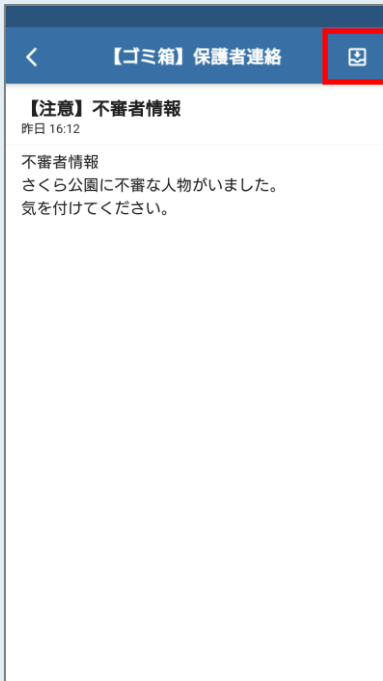 【ゴミ箱】保護者連絡
【注意】不審者情報
昨日 16:12
不審者情報
さくら公園に不審な人物がいました。
気を付けてください。